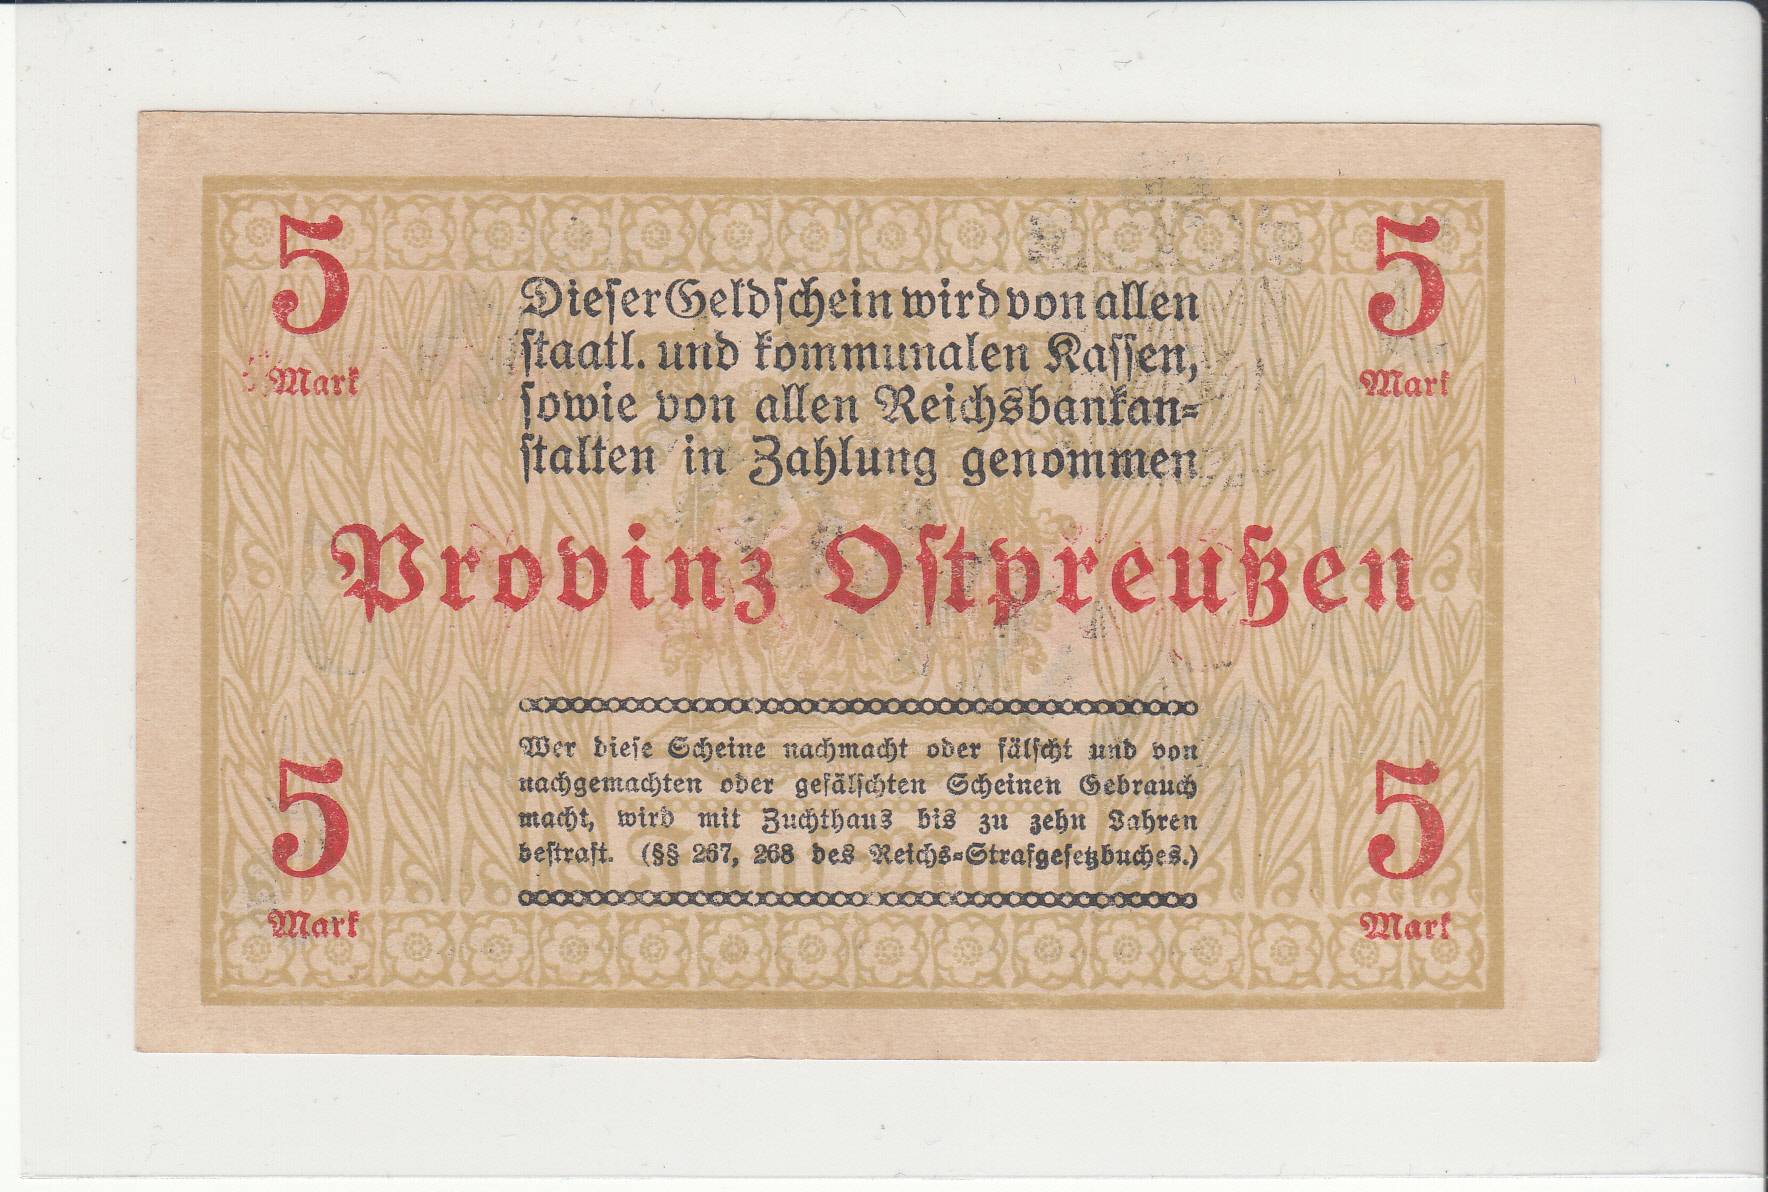 5 5
Mark Mark
Dieser Geldschein wird von allen
staatl. und kommunalen Kassen,
sowie von allen Reichsbankan=
stalten in Zahlung genommen
Provinz Ostpreußen
Wer diese Scheine nachmacht oder fälscht und von
nachgemachten oder gefälschten Scheinen Gebrauch
macht, wird mit Zuchthaus bis zu zehn Jahren
bestraft. (§§ 267, 268 des Reichs=Strafgesetzbuches.)
5 5
Mark Mark